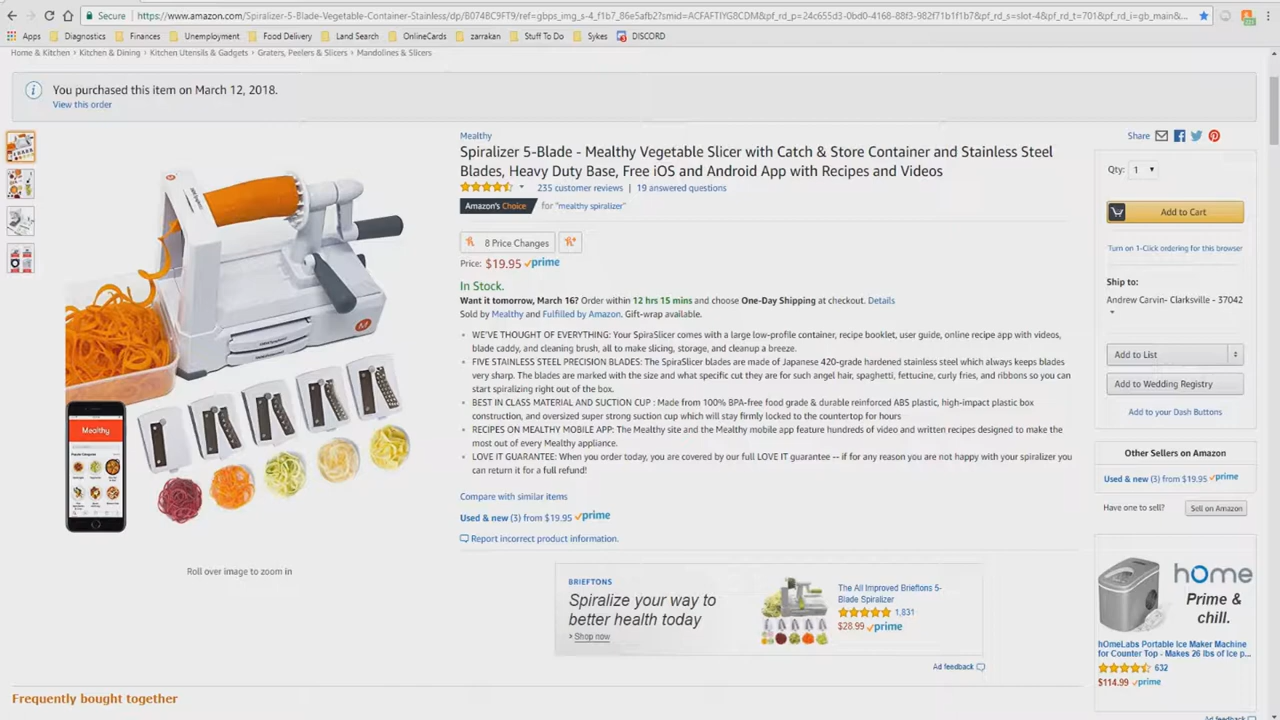 Secure
https://www.amazon.com/Spiralizer-5-Blade-Vegetable-Container-Stainless/dp/B0748C9FT9/ref=gbps_img_s-4_f1b7_86e5afb2?smid=ACFAFTIYG8CDM&pf_rd_p=24c655d3-0bd0-4168-88f3-982f71b1f1b7&pf_rd_s=slot-4&pf_rd_t=701&pf_rd_i=gb_main&...
Apps Diagnostics Finances Unemployment Food Delivery Land Search OnlineCards zarrakan Stuff To Do Sykes DISCORD
Home & Kitchen › Kitchen & Dining › Kitchen Utensils & Gadgets › Graters, Peelers & Slicers › Mandolines & Slicers
You purchased this item on March 12, 2018.
View this order
Mealthy
Spiralizer 5-Blade - Mealthy Vegetable Slicer with Catch & Store Container and Stainless Steel
Blades, Heavy Duty Base, Free iOS and Android App with Recipes and Videos
235 customer reviews | 19 answered questions
Amazon's Choice for "mealthy spiralizer"
8 Price Changes
Price: $19.95 prime
In Stock.
Want it tomorrow, March 16? Order within 12 hrs 15 mins and choose One-Day Shipping at checkout. Details
Sold by Mealthy and Fulfilled by Amazon. Gift-wrap available.
WE'VE THOUGHT OF EVERYTHING: Your SpiraSlicer comes with a large low-profile container, recipe booklet, user guide, online recipe app with videos,
blade caddy, and cleaning brush, all to make slicing, storage, and cleanup a breeze.
FIVE STAINLESS STEEL PRECISION BLADES: The SpiraSlicer blades are made of Japanese 420-grade hardened stainless steel which always keeps blades
very sharp. The blades are marked with the size and what specific cut they are for such angel hair, spaghetti, fettucine, curly fries, and ribbons so you can
start spiralizing right out of the box.
BEST IN CLASS MATERIAL AND SUCTION CUP : Made from 100% BPA-free food grade & durable reinforced ABS plastic, high-impact plastic box
construction, and oversized super strong suction cup which will stay firmly locked to the countertop for hours
RECIPES ON MEALTHY MOBILE APP: The Mealthy site and the Mealthy mobile app feature hundreds of video and written recipes designed to make the
most out of every Mealthy appliance.
LOVE IT GUARANTEE: When you order today, you are covered by our full LOVE IT guarantee -- if for any reason you are not happy with your spiralizer you
can return it for a full refund!
Compare with similar items
Used & new (3) from $19.95 prime
Report incorrect product information.
Mealthy
Roll over image to zoom in
BRIEFTONS
Spiralize your way to
better health today
› Shop now
The All Improved Brieftons 5-
Blade Spiralizer
1,831
$28.99 prime
Ad feedback
Share
Qty: 1
Add to Cart
Turn on 1-Click ordering for this browser
Ship to:
Andrew Carvin- Clarksville - 37042
Add to List
Add to Wedding Registry
Add to your Dash Buttons
Other Sellers on Amazon
Used & new (3) from $19.95 prime
Have one to sell? Sell on Amazon
home
Prime &
chill.
hOmeLabs Portable Ice Maker Machine
for Counter Top - Makes 26 lbs of Ice p...
632
$114.99 prime
Ad feedback
Frequently bought together